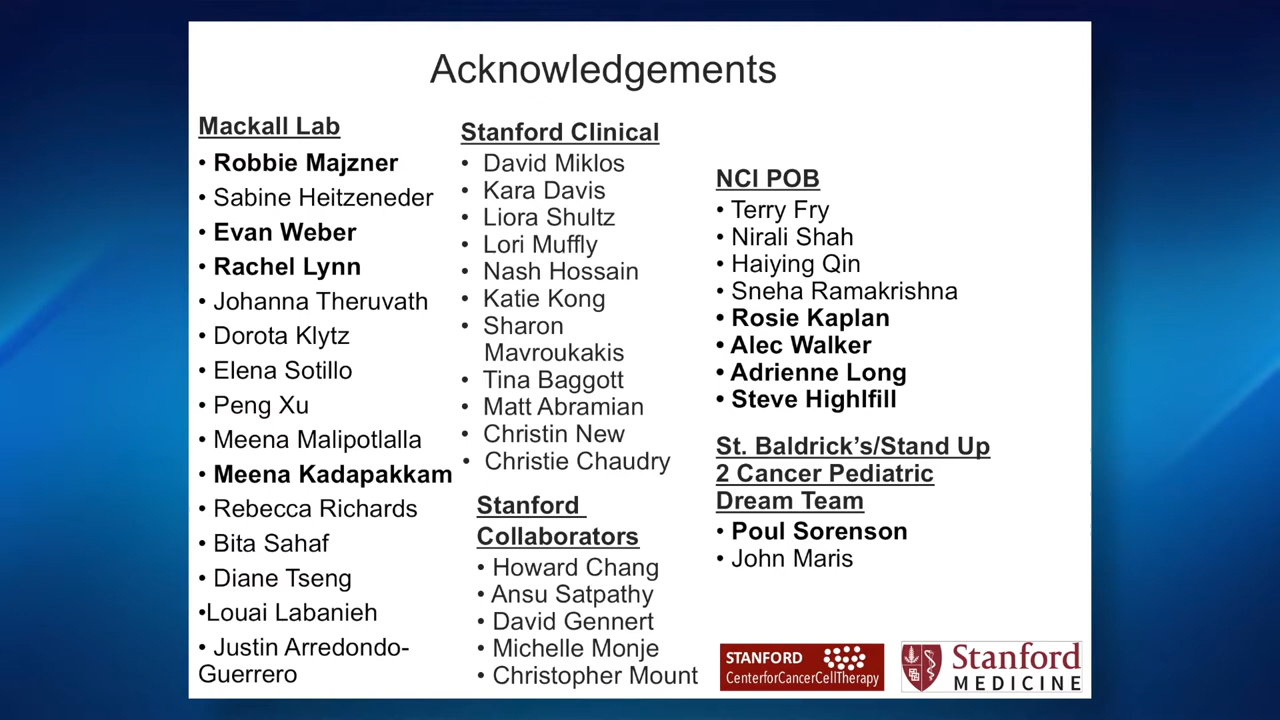 Acknowledgements
Mackall Lab
• Robbie Majzner
• Sabine Heitzeneder
• Evan Weber
• Rachel Lynn
• Johanna Theruvath
• Dorota Klytz
• Elena Sotillo
• Peng Xu
• Meena Malipotlalla
• Meena Kadapakkam
• Rebecca Richards
• Bita Sahaf
• Diane Tseng
•Louai Labanieh
• Justin Arredondo-
Guerrero
Stanford Clinical
• David Miklos
• Kara Davis
• Liora Shultz
• Lori Muffly
• Nash Hossain
• Katie Kong
• Sharon
Mavroukakis
• Tina Baggott
• Matt Abramian
• Christin New
• Christie Chaudry
Stanford
Collaborators
• Howard Chang
• Ansu Satpathy
• David Gennert
• Michelle Monje
• Christopher Mount
NCI POB
• Terry Fry
• Nirali Shah
• Haiying Qin
• Sneha Ramakrishna
• Rosie Kaplan
• Alec Walker
• Adrienne Long
• Steve Highlfill
St. Baldrick’s/Stand Up
2 Cancer Pediatric
Dream Team
• Poul Sorenson
• John Maris
STANFORD
CenterforCancerCellTherapy
Stanford
MEDICINE